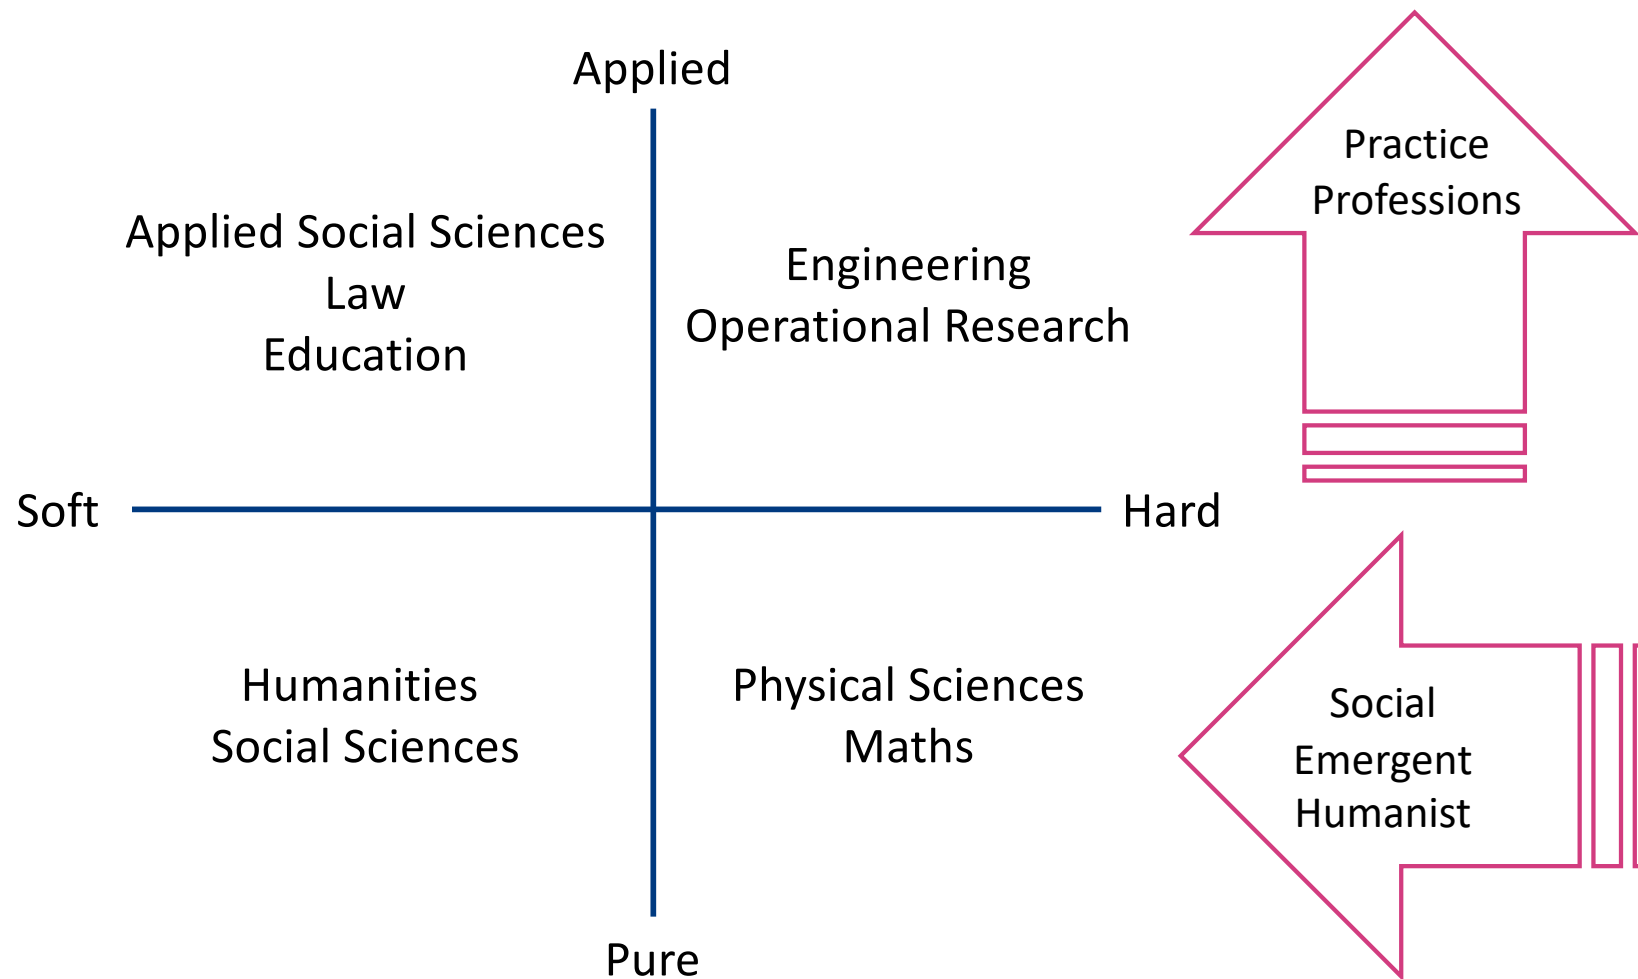 Applied
Practice
Professions
Applied Social Sciences
Law
Education
Engineering
Operational Research
Soft
Hard
Humanities
Social Sciences
Physical Sciences
Maths
Social
Emergent
Humanist
Pure